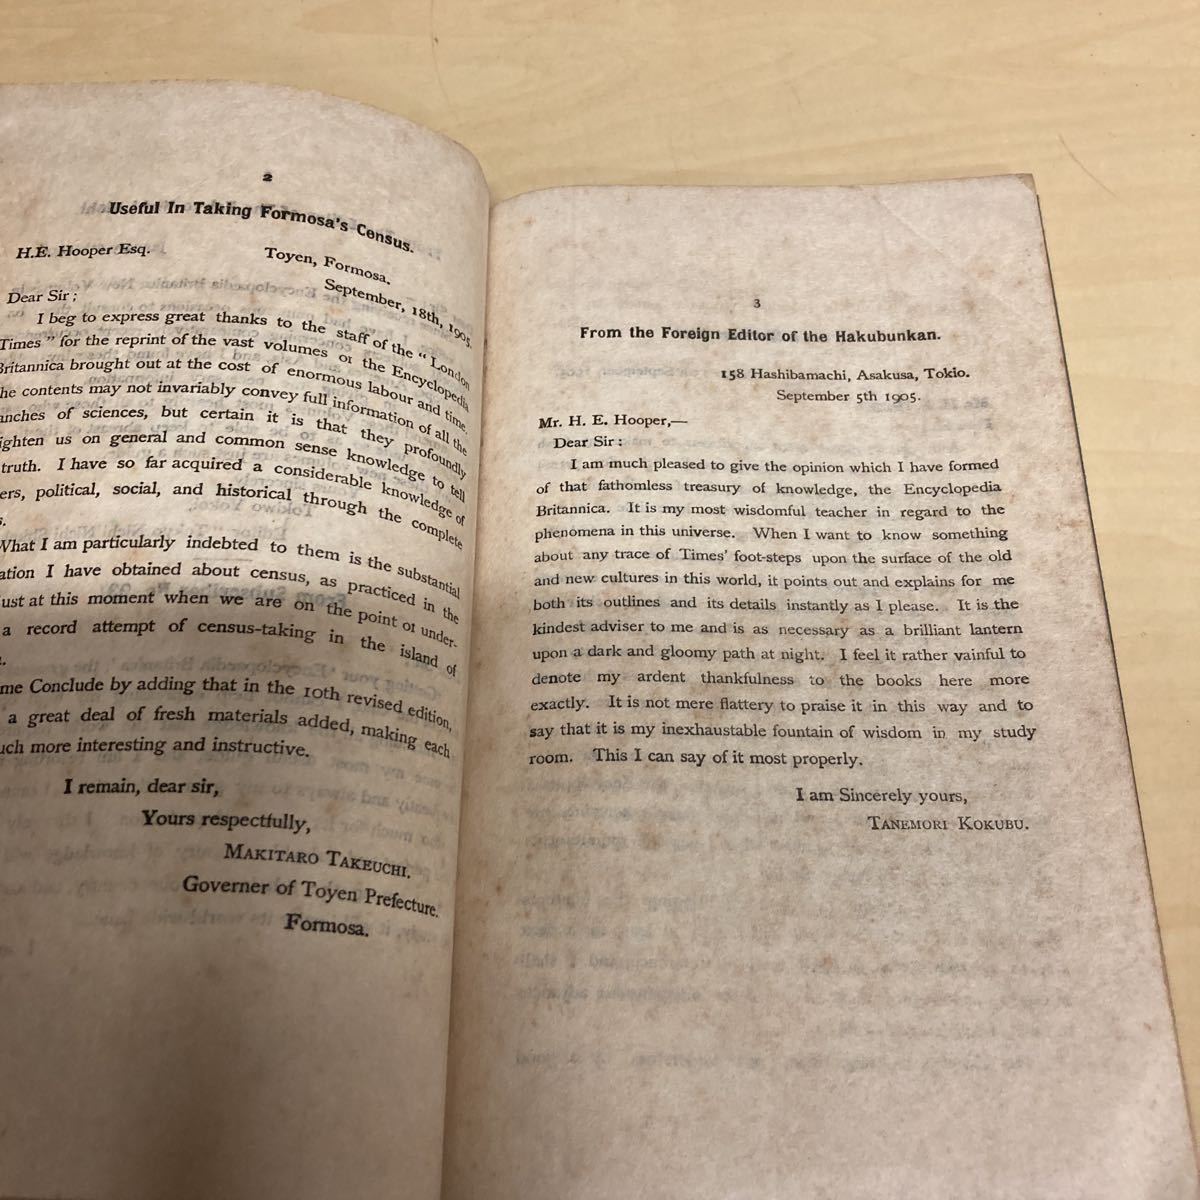 2
Useful In Taking Formosa's Census.
H.E. Hooper Esq.
Toyen, Formosa.
September, 18th, 1905.
Dear Sir;
I beg to express great thanks to the staff of the "London
Times" for the reprint of the vast volumes of the Encyclopedia
Britannica brought out at the cost of enormous labour and time.
he contents may not invariably convey full information of all the
anches of sciences, but certain it is that they profoundly
ighten us on general and common sense knowledge to tell
truth. I have so far acquired a considerable knowledge of
ers, political, social, and historical through the complete
s.
What I am particularly indebted to them is the substantial
ation I have obtained about census, as practiced in the
ust at this moment when we are on the point of under-
a record attempt of census-taking in the island of
me Conclude by adding that in the 10th revised edition,
a great deal of fresh materials added, making each
uch more interesting and instructive.
I remain, dear sir,
Yours respectfully,
MAKITARO TAKEUCHI.
Governer of Toyen Prefecture.
Formosa.
3
From the Foreign Editor of the Hakubunkan.
158 Hashibamachi, Asakusa, Tokio.
September 5th 1905.
Mr. H. E. Hooper,—
Dear Sir:
I am much pleased to give the opinion which I have formed
of that fathomless treasury of knowledge, the Encyclopedia
Britannica. It is my most wisdomful teacher in regard to the
phenomena in this universe. When I want to know something
about any trace of Times' foot-steps upon the surface of the old
and new cultures in this world, it points out and explains for me
both its outlines and its details instantly as I please. It is the
kindest adviser to me and is as necessary as a brilliant lantern
upon a dark and gloomy path at night. I feel it rather vainful to
denote my ardent thankfulness to the books here more
exactly. It is not mere flattery to praise it in this way and to
say that it is my inexhaustable fountain of wisdom in my study
room. This I can say of it most properly.
I am Sincerely yours,
TANEMORI KOKUBU.